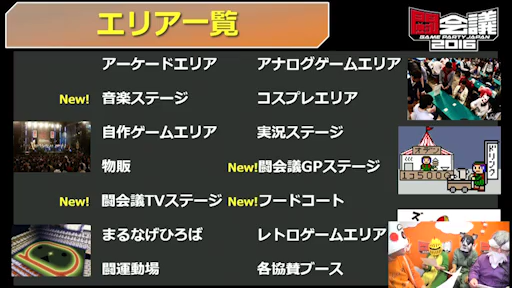 エリア一覧
闘会議
GAME PARTY JAPAN
2016
アーケードエリア
アナログゲームエリア
New! 音楽ステージ
コスプレエリア
自作ゲームエリア
実況ステージ
物販
New! 闘会議GPステージ
New! 闘会議TVステージ
New! フードコート
まるなげひろば
レトロゲームエリア
闘運動場
各協賛ブース
ドリンク